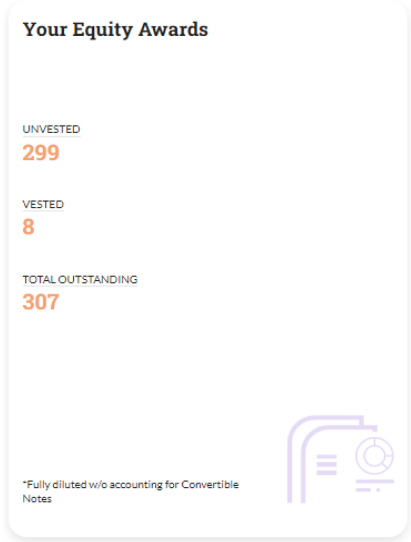 Your Equity Awards
UNVESTED
299
VESTED
8
TOTAL OUTSTANDING
307
*Fully diluted w/o accounting for Convertible
Notes